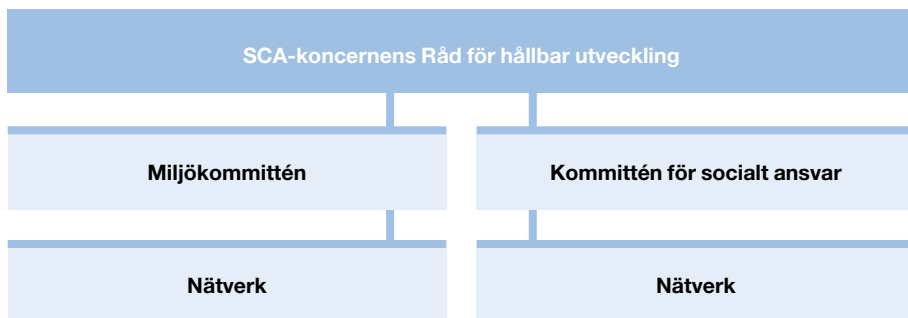 SCA-koncernens Råd för hållbar utveckling
Miljökommittén
Kommittén för socialt ansvar
Nätverk
Nätverk